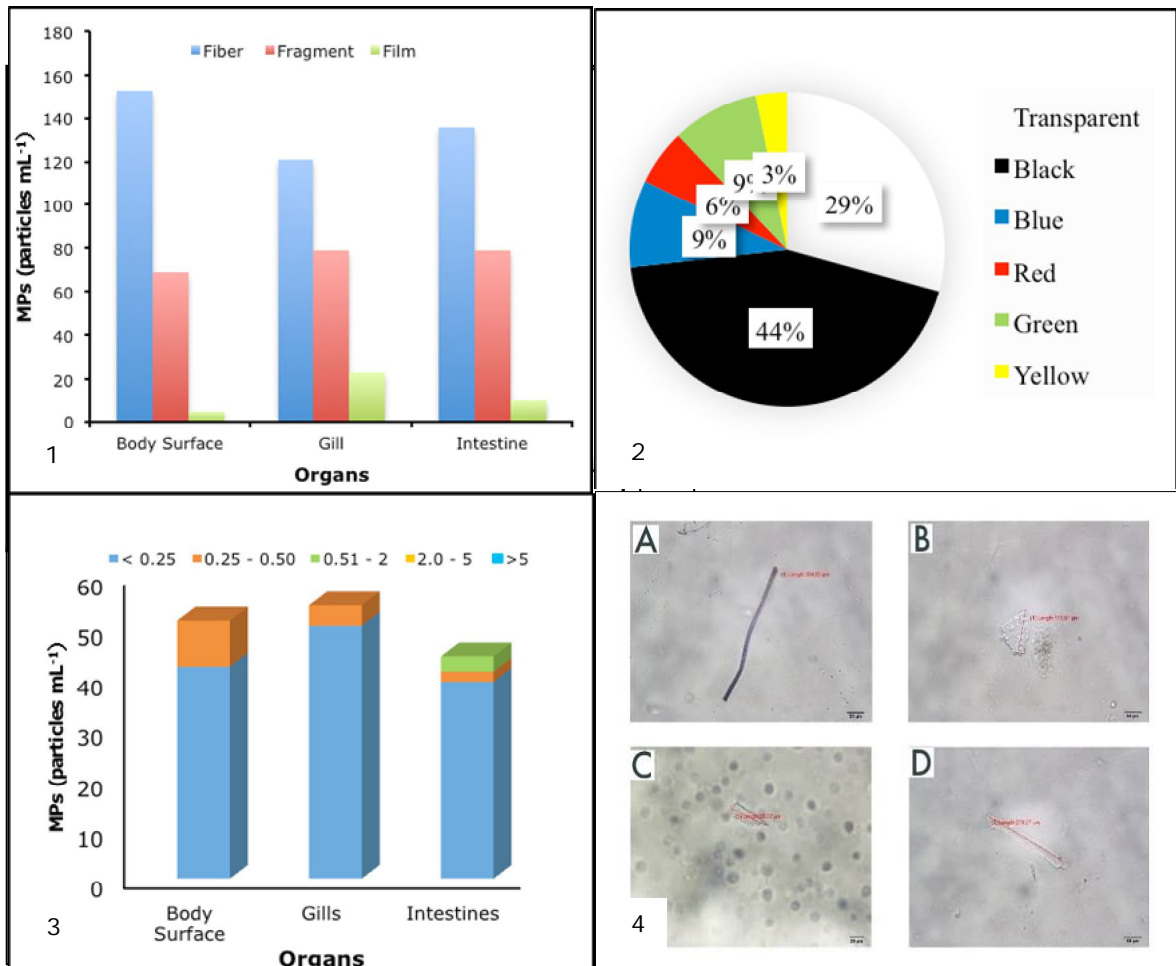 180
160
140
120
100
80
60
40
20
0
Fiber Fragment Film
MPs (particles mL-1)
Body Surface Gill Intestine
Organs
1
29%
44%
9%
6%
9%
3%
Transparent
Black
Blue
Red
Green
Yellow
2
< 0.25 0.25 - 0.50 0.51 - 2 2.0 - 5 >5
60
50
40
30
20
10
0
MPs (particles mL-1)
Body
Surface
Gills Intestines
Organs
3
A
B
C
D
4